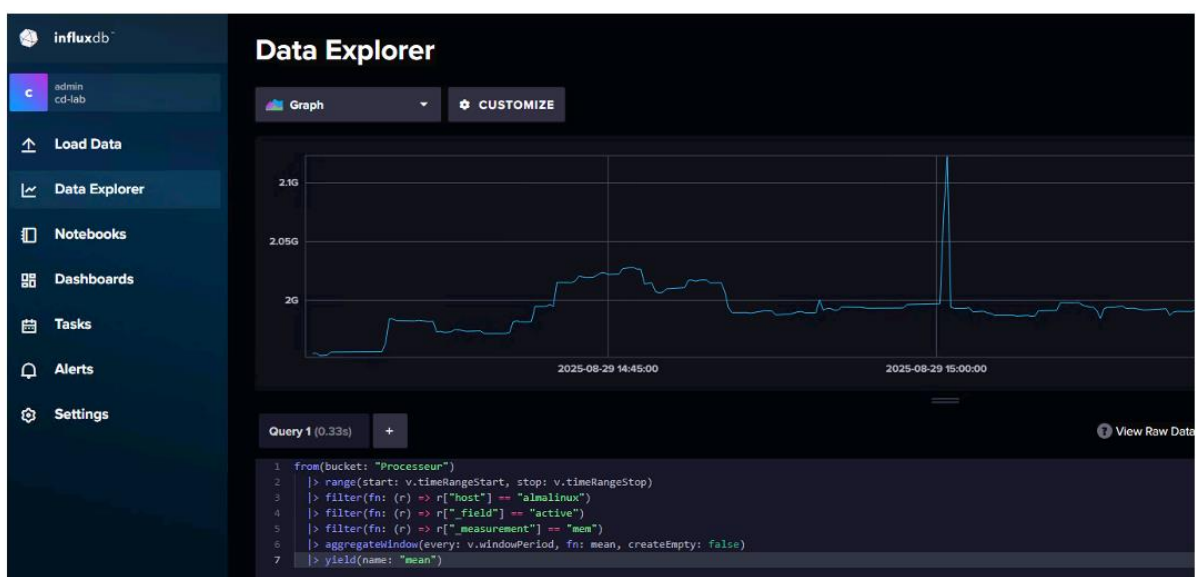 influxdb™
admin
cd-lab
Load Data
Data Explorer
Notebooks
Dashboards
Tasks
Alerts
Settings
Data Explorer
Graph
CUSTOMIZE
2.1G
2.05G
2G
2025-08-29 14:45:00
2025-08-29 15:00:00
Query 1 (0.33s)
+
View Raw Data
1 from(bucket: "Processeur")
2 |> range(start: v.timeRangeStart, stop: v.timeRangeStop)
3 |> filter(fn: (r) => r["host"] == "almalinux")
4 |> filter(fn: (r) => r["_field"] == "active")
5 |> filter(fn: (r) => r["_measurement"] == "mem")
6 |> aggregateWindow(every: v.windowPeriod, fn: mean, createEmpty: false)
7 |> yield(name: "mean")